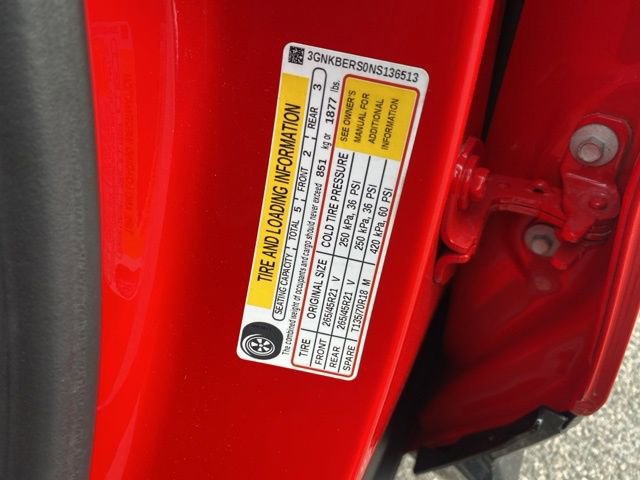 3GNKBERS0NS136513
TIRE AND LOADING INFORMATION
SEATING CAPACITY TOTAL 5 FRONT 2 REAR 3
The combined weight of occupants and cargo should never exceed 851 kg or 1877 lbs.
TIRE ORIGINAL SIZE COLD TIRE PRESSURE
FRONT 265/45R21 V 250 kPa, 36 PSI
REAR 265/45R21 V 250 kPa, 36 PSI
SPARE T135/70R18 M 420 kPa, 60 PSI
SEE OWNER'S
MANUAL FOR
ADDITIONAL
INFORMATION